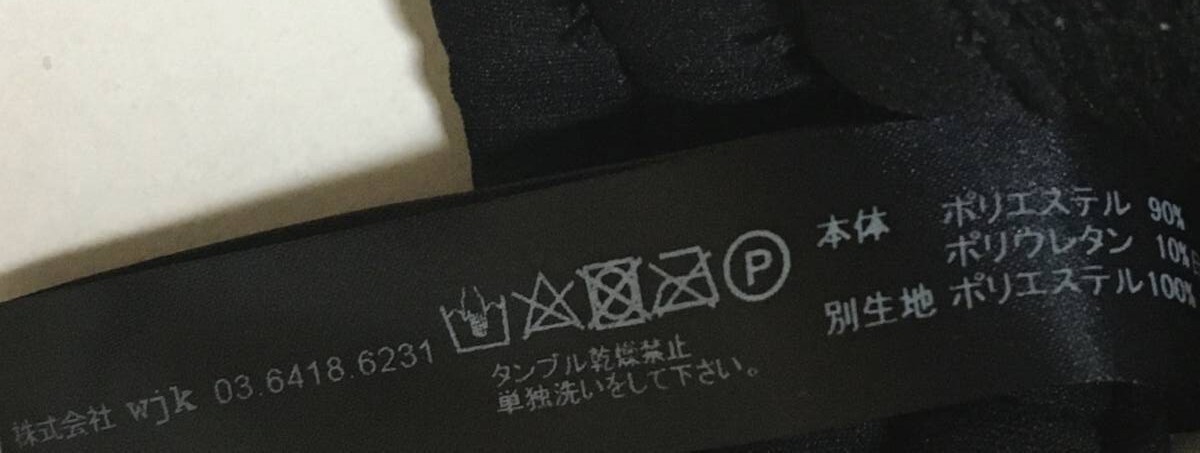 株式会社 wjk 03.6418.6231
タンブル乾燥禁止
単独洗いをして下さい。
P
本体 ポリエステル 90%
ポリウレタン 10%
別生地 ポリエステル100%